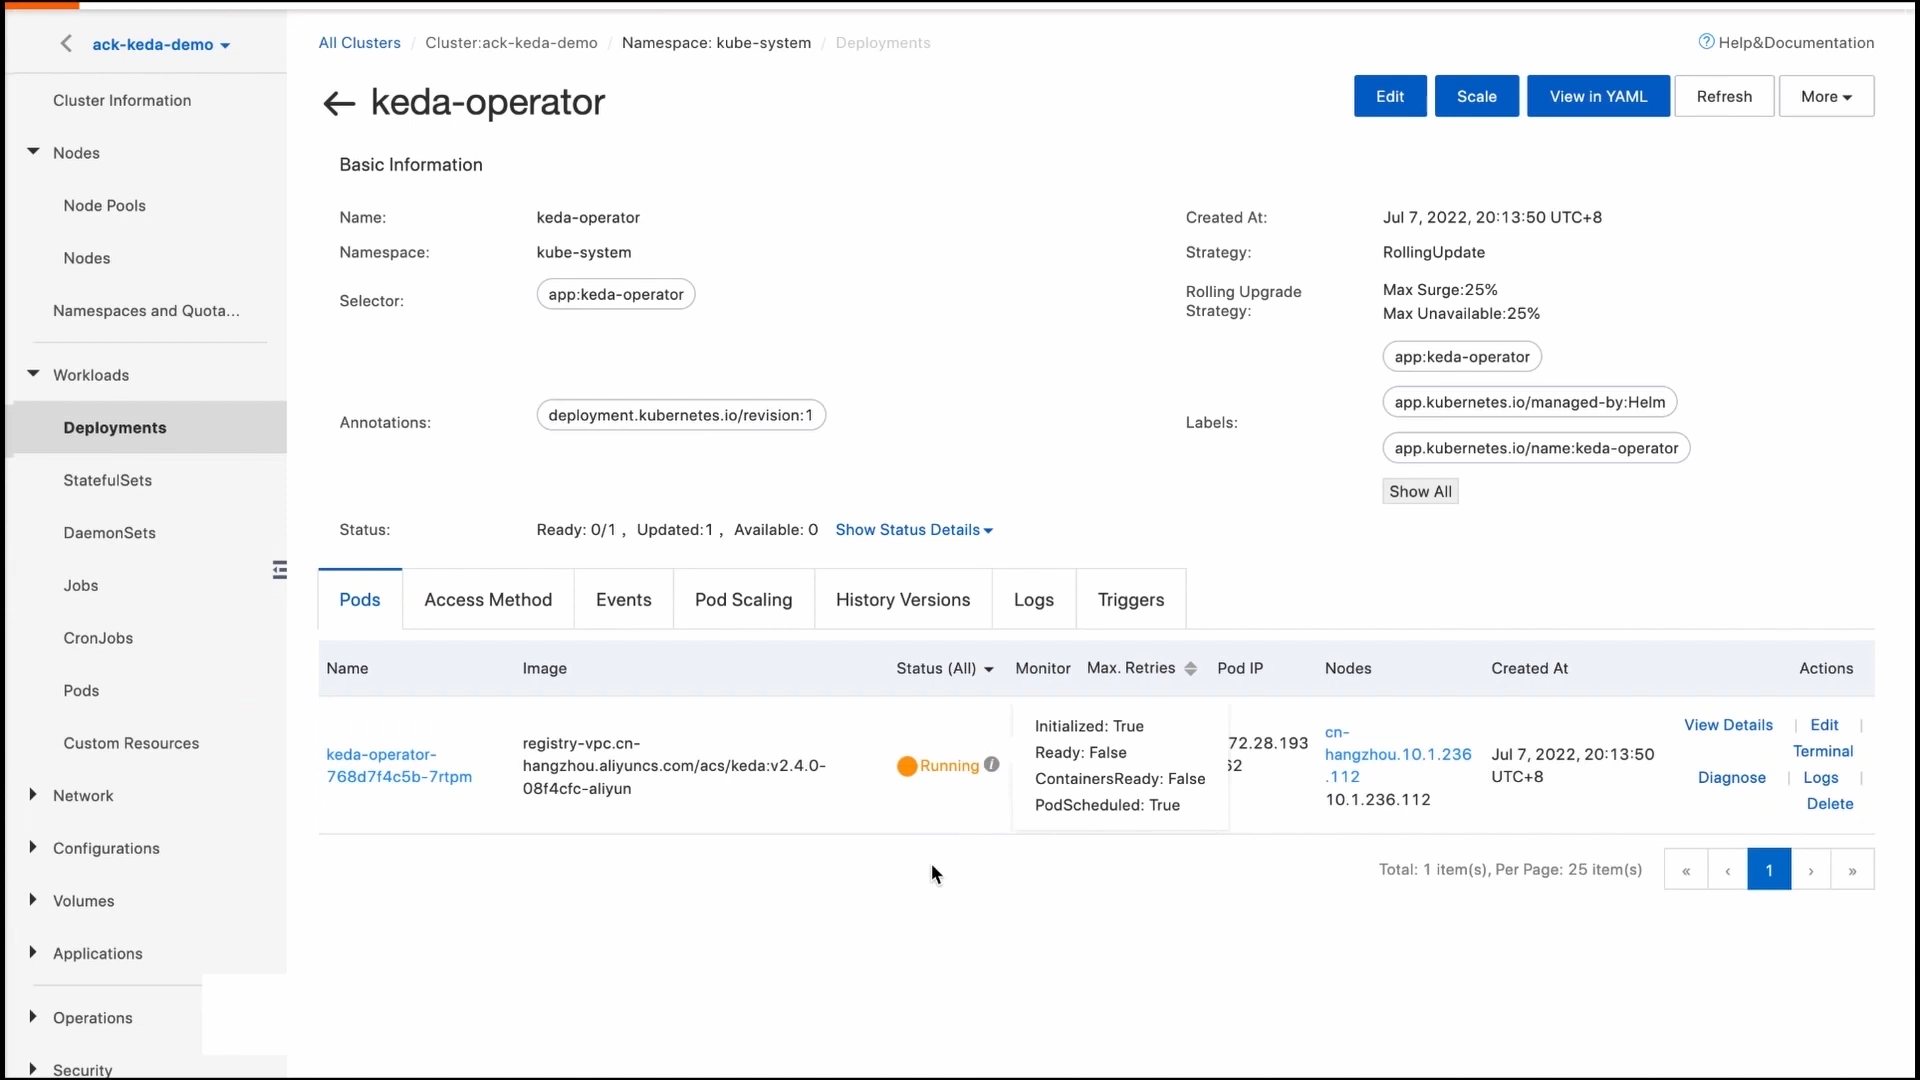 ack-keda-demo
All Clusters / Cluster:ack-keda-demo / Namespace: kube-system / Deployments
Help&Documentation
keda-operator
Edit
Scale
View in YAML
Refresh
More
Cluster Information
Nodes
Node Pools
Nodes
Namespaces and Quota...
Workloads
Deployments
StatefulSets
DaemonSets
Jobs
CronJobs
Pods
Custom Resources
Network
Configurations
Volumes
Applications
Operations
Security
Basic Information
Name: keda-operator
Created At: Jul 7, 2022, 20:13:50 UTC+8
Namespace: kube-system
Strategy: RollingUpdate
Selector: app:keda-operator
Rolling Upgrade
Strategy:
Max Surge:25%
Max Unavailable:25%
Annotations: deployment.kubernetes.io/revision:1
Labels:
app:keda-operator
app.kubernetes.io/managed-by:Helm
app.kubernetes.io/name:keda-operator
Show All
Status: Ready: 0/1 , Updated:1 , Available: 0 Show Status Details
Pods
Access Method
Events
Pod Scaling
History Versions
Logs
Triggers
Name Image Status (All) Monitor Max. Retries Pod IP Nodes Created At Actions
keda-operator-
768d7f4c5b-7rtpm
registry-vpc.cn-
hangzhou.aliyuncs.com/acs/keda:v2.4.0-
08f4cfc-aliyun
Running
Initialized: True
Ready: False
ContainersReady: False
PodScheduled: True
72.28.193
62
cn-
hangzhou.10.1.236
.112
10.1.236.112
Jul 7, 2022, 20:13:50
UTC+8
View Details | Edit |
Terminal
Diagnose | Logs |
Delete
Total: 1 item(s), Per Page: 25 item(s)
« ‹ 1 › »